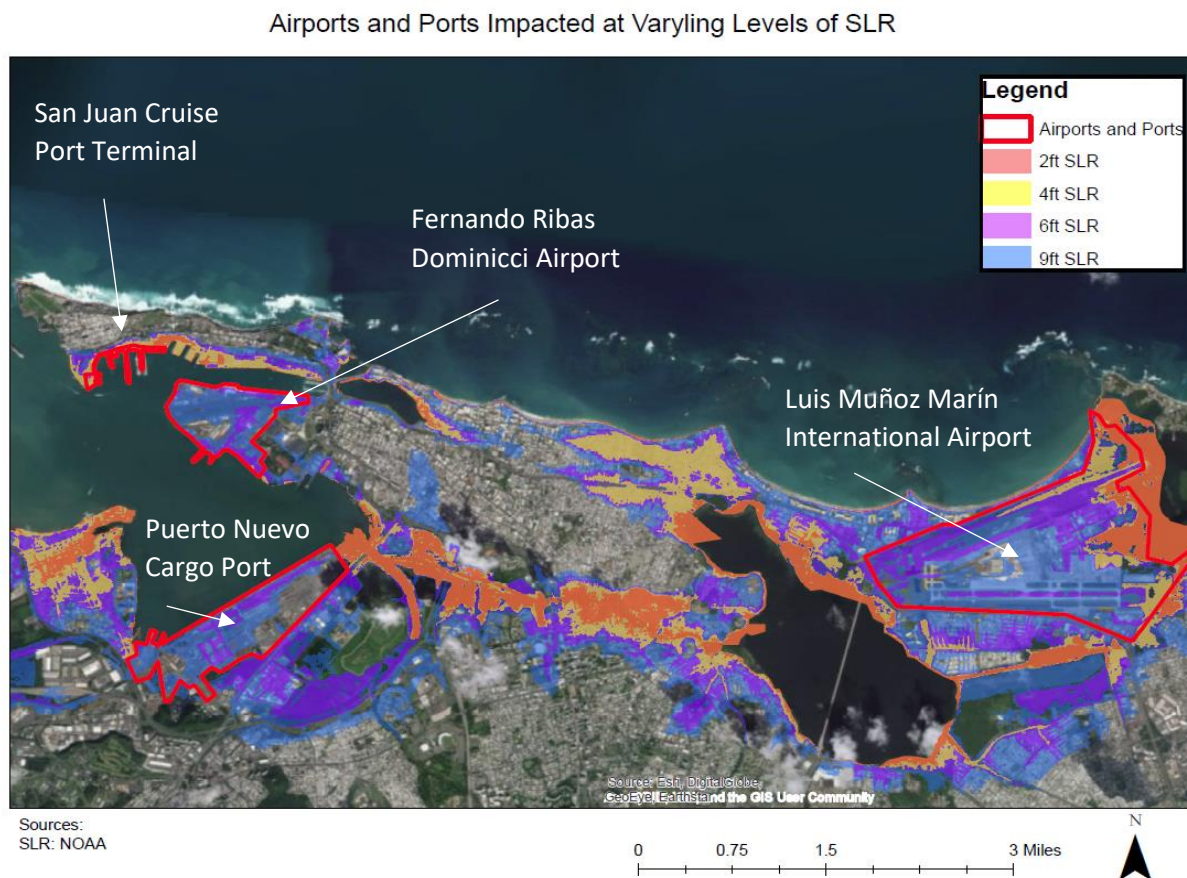 Airports and Ports Impacted at Varyling Levels of SLR
San Juan Cruise
Port Terminal
Fernando Ribas
Dominicci Airport
Luis Muñoz Marín
International Airport
Puerto Nuevo
Cargo Port
Legend
Airports and Ports
2ft SLR
4ft SLR
6ft SLR
9ft SLR
Source: Esri, DigitalGlobe,
GeoEye, and the GIS User Community
Sources:
SLR: NOAA
0 0.75 1.5 3 Miles
N